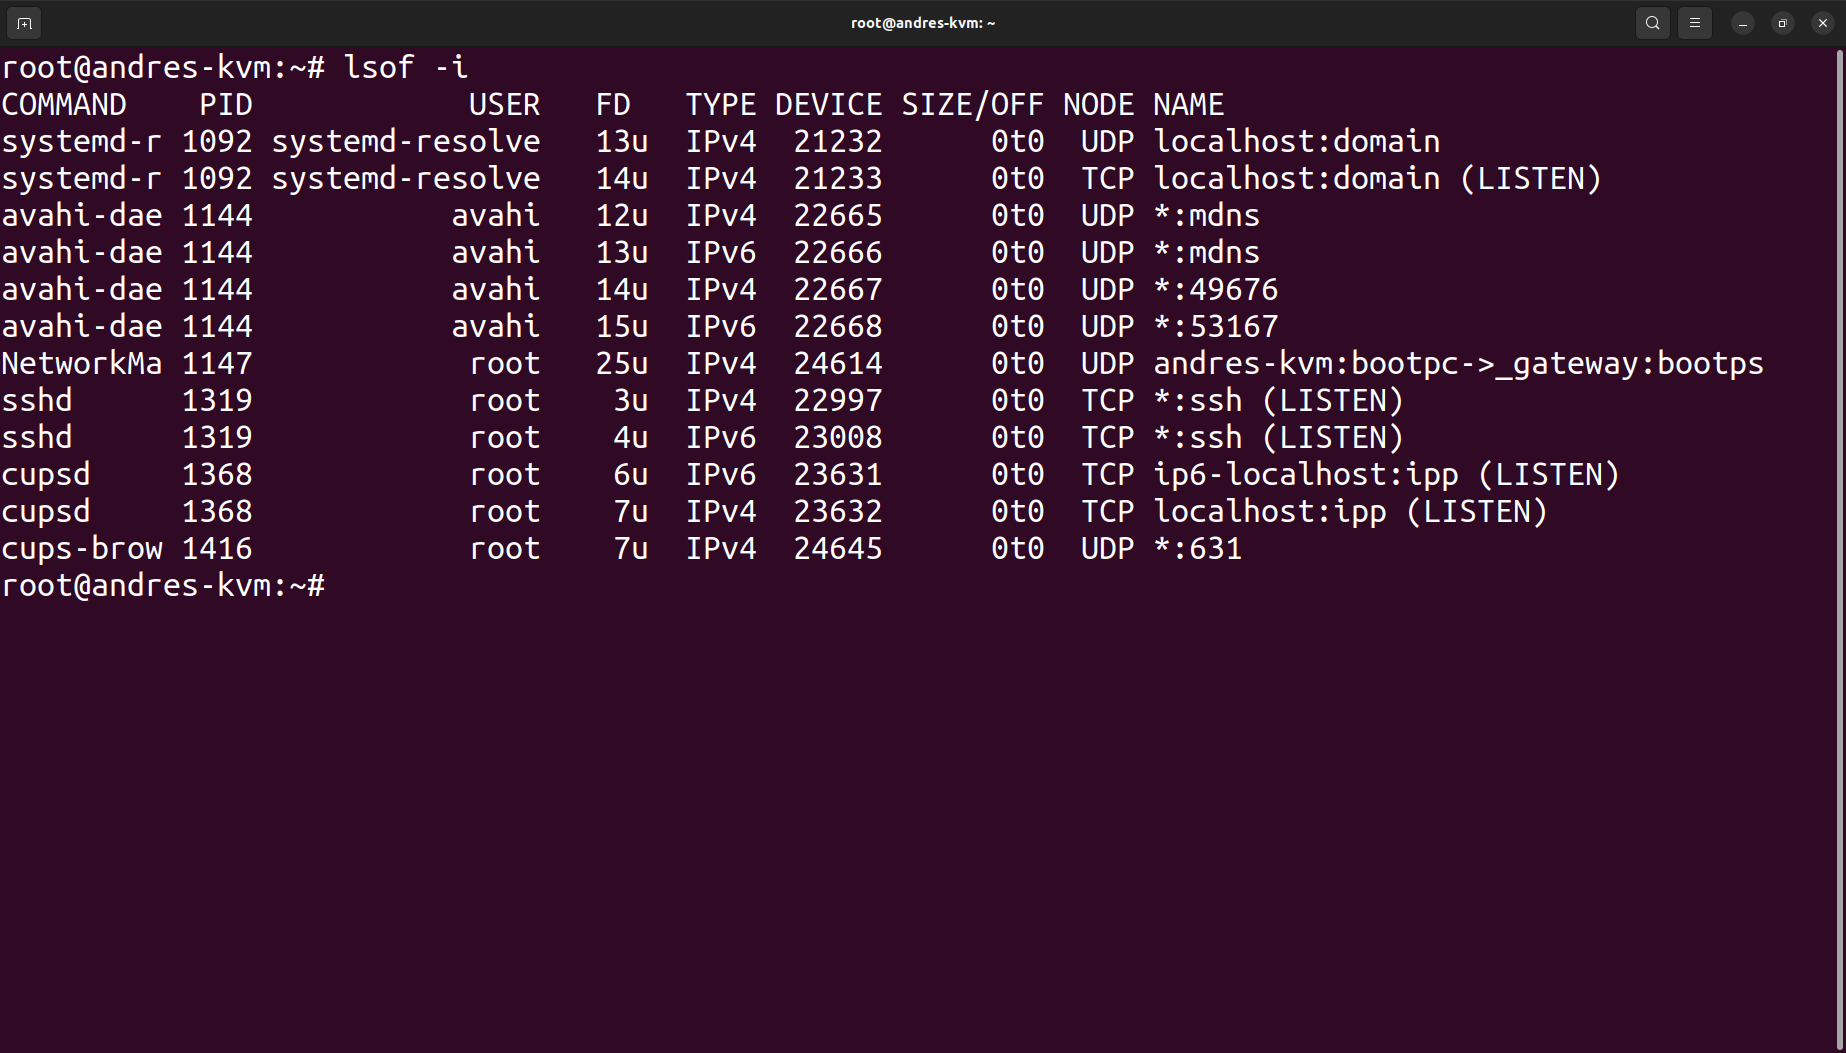 root@andres-kvm: ~
root@andres-kvm:~# lsof -i
COMMAND    PID            USER   FD   TYPE DEVICE SIZE/OFF NODE NAME
systemd-r 1092 systemd-resolve   13u  IPv4  21232      0t0  UDP localhost:domain
systemd-r 1092 systemd-resolve   14u  IPv4  21233      0t0  TCP localhost:domain (LISTEN)
avahi-dae 1144           avahi   12u  IPv4  22665      0t0  UDP *:mdns
avahi-dae 1144           avahi   13u  IPv6  22666      0t0  UDP *:mdns
avahi-dae 1144           avahi   14u  IPv4  22667      0t0  UDP *:49676
avahi-dae 1144           avahi   15u  IPv6  22668      0t0  UDP *:53167
NetworkMa 1147            root   25u  IPv4  24614      0t0  UDP andres-kvm:bootpc->_gateway:bootps
sshd      1319            root    3u  IPv4  22997      0t0  TCP *:ssh (LISTEN)
sshd      1319            root    4u  IPv6  23008      0t0  TCP *:ssh (LISTEN)
cupsd     1368            root    6u  IPv6  23631      0t0  TCP ip6-localhost:ipp (LISTEN)
cupsd     1368            root    7u  IPv4  23632      0t0  TCP localhost:ipp (LISTEN)
cups-brow 1416            root    7u  IPv4  24645      0t0  UDP *:631
root@andres-kvm:~#